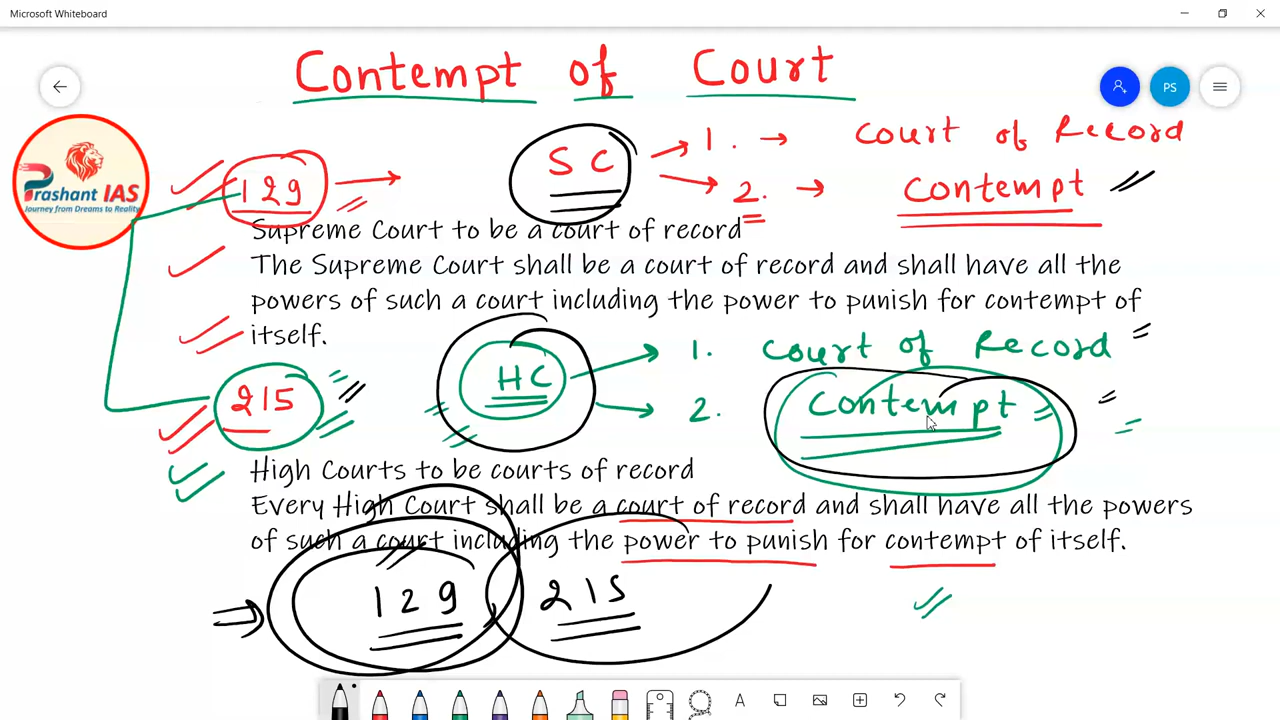 Microsoft Whiteboard
Contempt of Court
PS
Prashant IAS
Journey from Dreams to Reality
129 → SC → 1. → Court of Record
→ 2. → Contempt
Supreme Court to be a court of record
The Supreme Court shall be a court of record and shall have all the
powers of such a court including the power to punish for contempt of
itself.
215 HC → 1. Court of Record
→ 2. Contempt
High Courts to be courts of record
Every High Court shall be a court of record and shall have all the powers
of such a court including the power to punish for contempt of itself.
⇒ 129 215
A